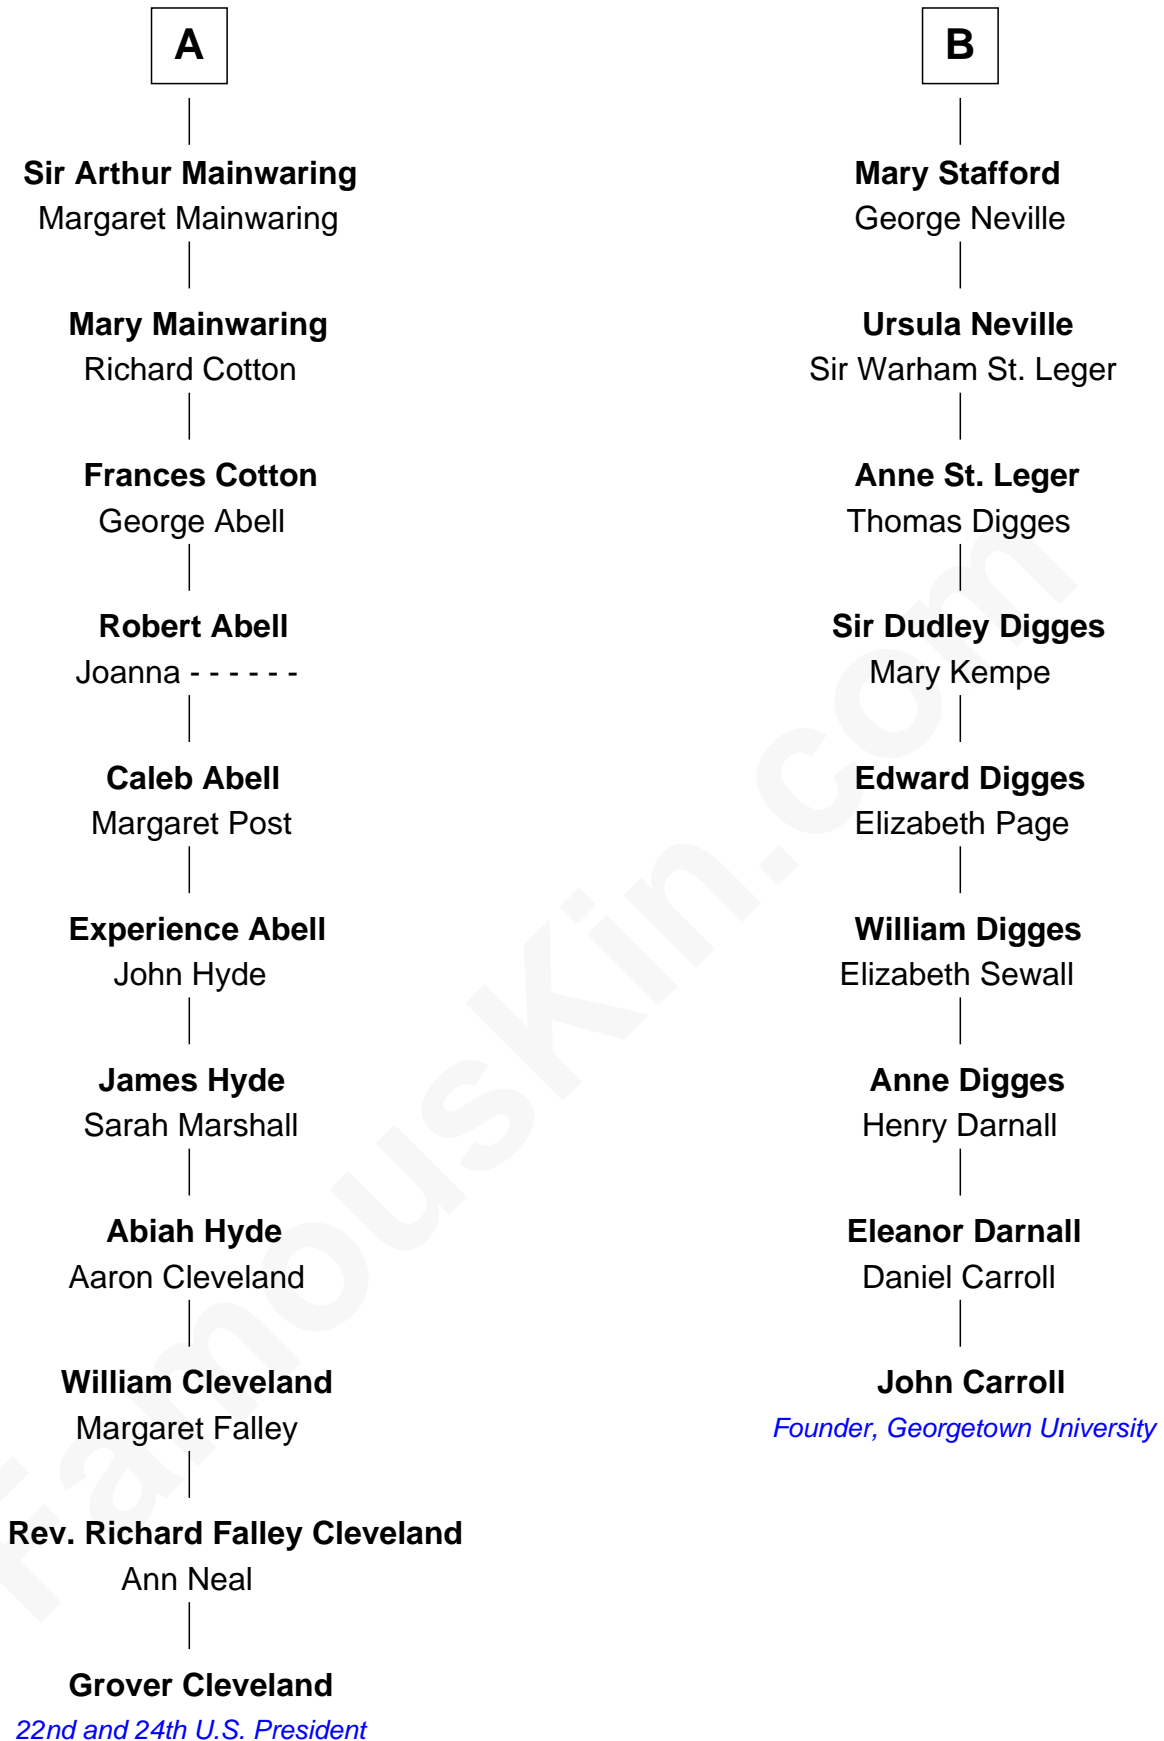 A
Sir Arthur Mainwaring
Margaret Mainwaring
Mary Mainwaring
Richard Cotton
Frances Cotton
George Abell
Robert Abell
Joanna - - - - - -
Caleb Abell
Margaret Post
Experience Abell
John Hyde
James Hyde
Sarah Marshall
Abiah Hyde
Aaron Cleveland
William Cleveland
Margaret Falley
Rev. Richard Falley Cleveland
Ann Neal
Grover Cleveland
22nd and 24th U.S. President
B
Mary Stafford
George Neville
Ursula Neville
Sir Warham St. Leger
Anne St. Leger
Thomas Digges
Sir Dudley Digges
Mary Kempe
Edward Digges
Elizabeth Page
William Digges
Elizabeth Sewall
Anne Digges
Henry Darnall
Eleanor Darnall
Daniel Carroll
John Carroll
Founder, Georgetown University
FamousKin.com